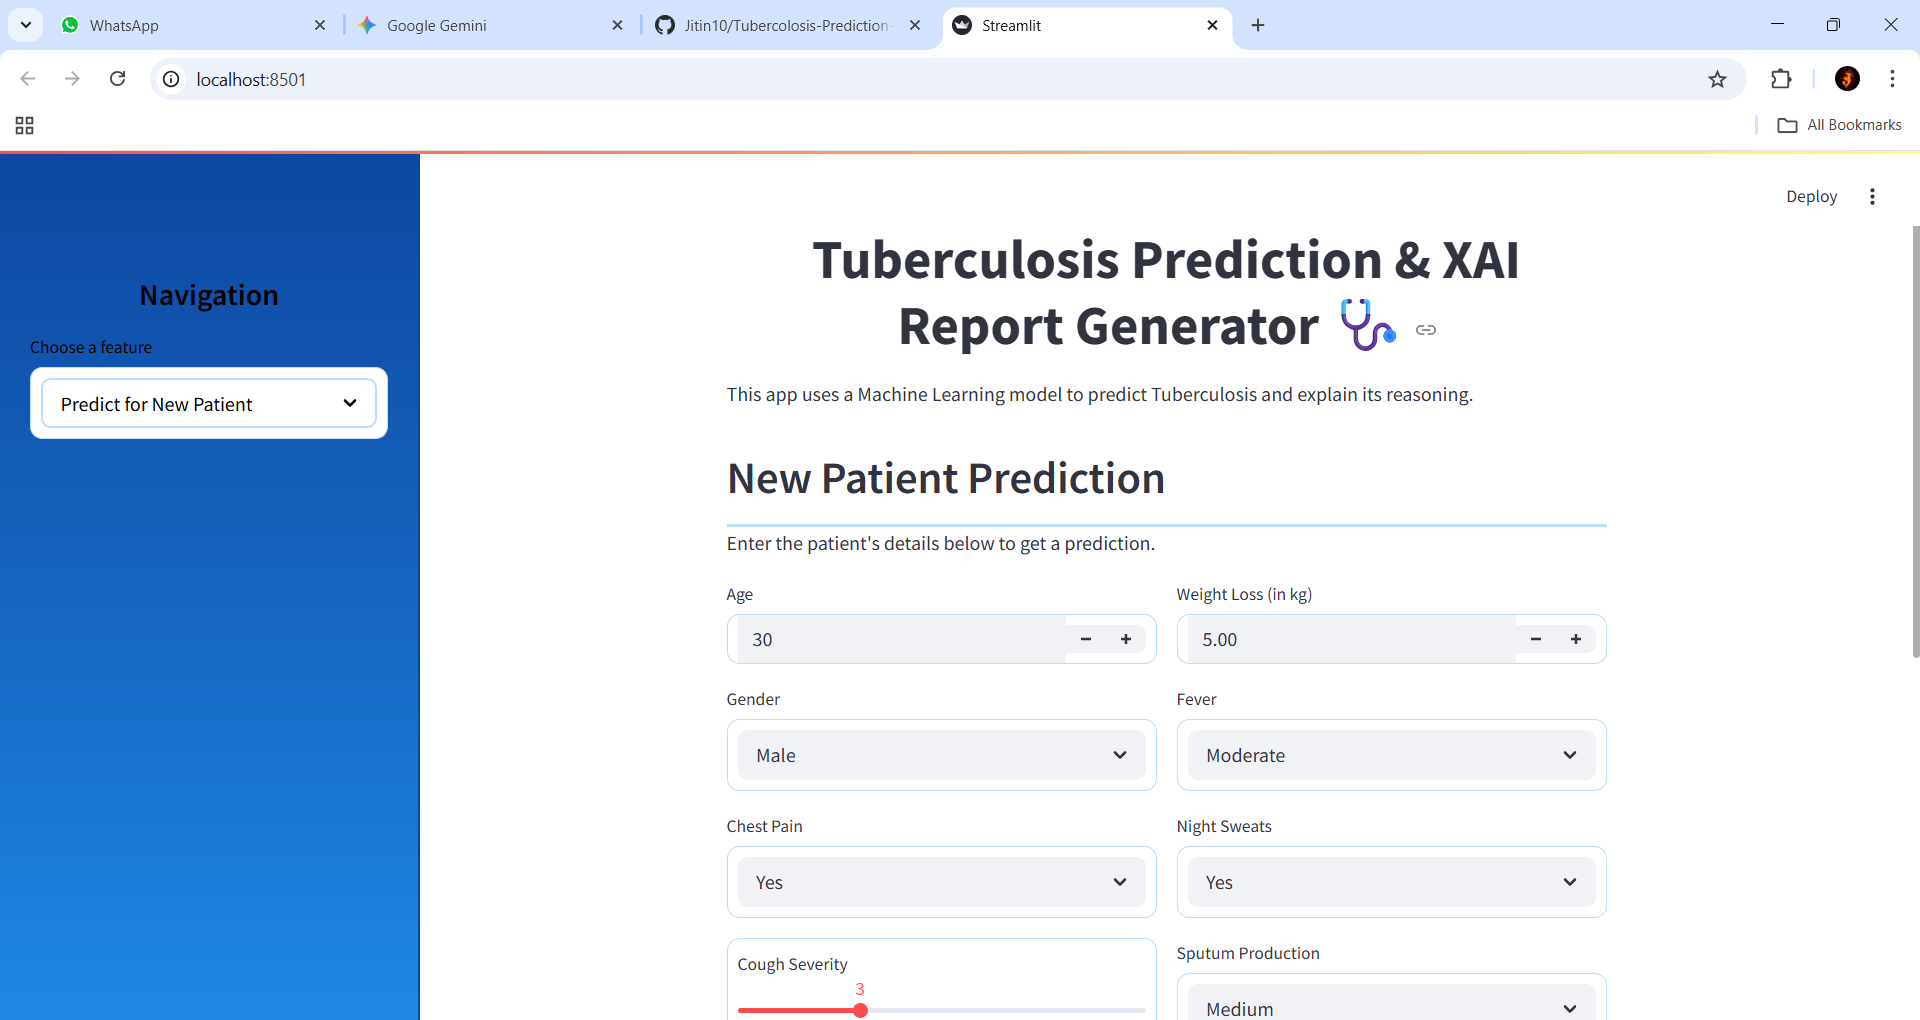 WhatsApp
Google Gemini
Jitin10/Tubercolosis-Prediction-
Streamlit
localhost:8501
All Bookmarks
Deploy
Navigation
Choose a feature
Predict for New Patient
Tuberculosis Prediction & XAI
Report Generator
This app uses a Machine Learning model to predict Tuberculosis and explain its reasoning.
New Patient Prediction
Enter the patient's details below to get a prediction.
Age
Weight Loss (in kg)
30
5.00
Gender
Fever
Male
Moderate
Chest Pain
Night Sweats
Yes
Yes
Cough Severity
Sputum Production
3
Medium